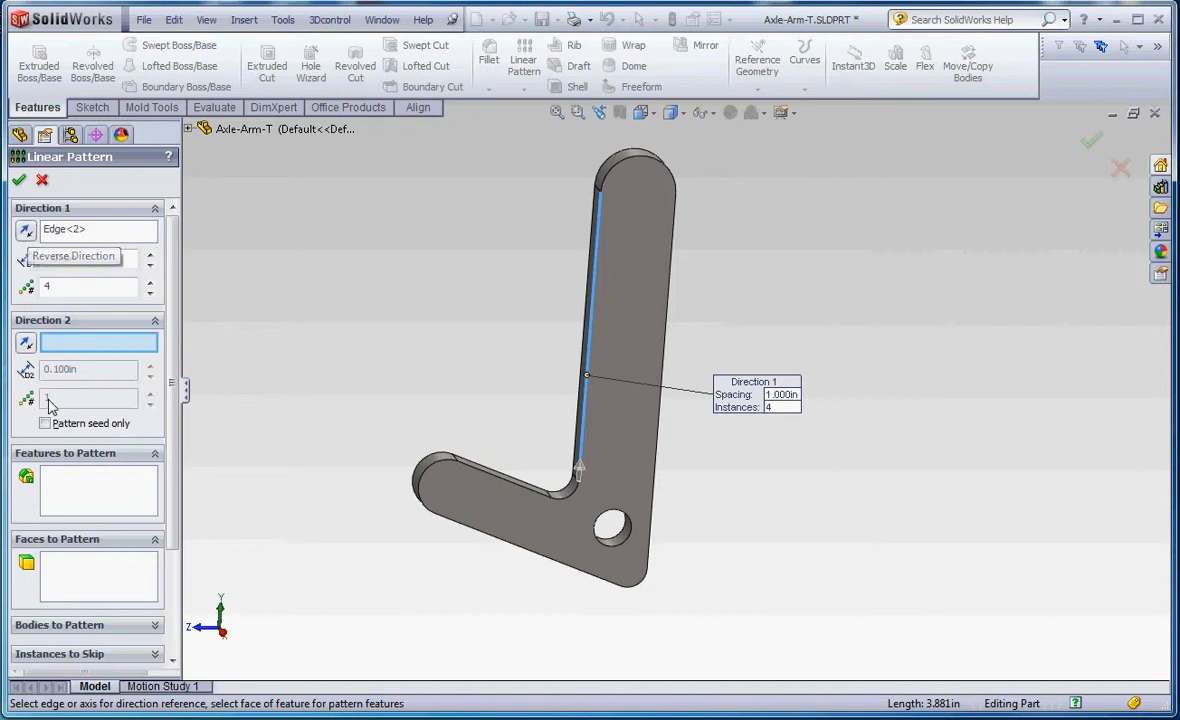 SolidWorks File Edit View Insert Tools 3Dcontrol Window Help Axle-Arm-T.SLDPRT * Search SolidWorks Help
Extruded Boss/Base
Revolved Boss/Base
Swept Boss/Base
Lofted Boss/Base
Boundary Boss/Base
Extruded Cut
Hole Wizard
Revolved Cut
Swept Cut
Lofted Cut
Boundary Cut
Fillet
Linear Pattern
Rib
Draft
Shell
Wrap
Dome
Freeform
Mirror
Reference Geometry
Curves
Instant3D
Scale
Flex
Move/Copy Bodies
Features Sketch Mold Tools Evaluate DimXpert Office Products Align
Axle-Arm-T (Default<<Def...
Linear Pattern ?
Direction 1
Edge<2>
Reverse Direction
4
Direction 2
0.100in
1
Pattern seed only
Features to Pattern
Faces to Pattern
Bodies to Pattern
Instances to Skip
Direction 1
Spacing: 1.000in
Instances: 4
Y
Z
X
Model Motion Study 1
Select edge or axis for direction reference, select face of feature for pattern features Length: 3.881in Editing Part